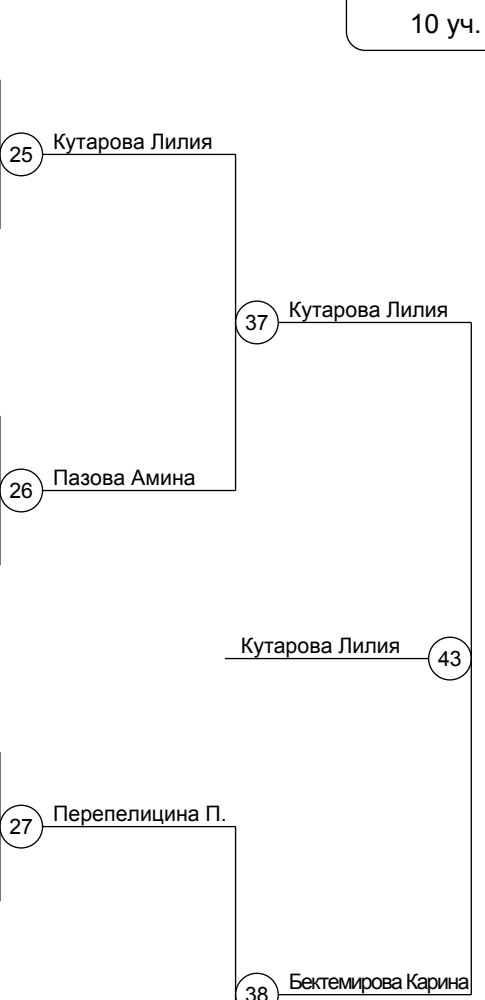 10 уч.
25 Кутарова Лилия
37 Кутарова Лилия
26 Пазова Амина
Кутарова Лилия 43
27 Перепелицина П.
38 Бектемирова Карина